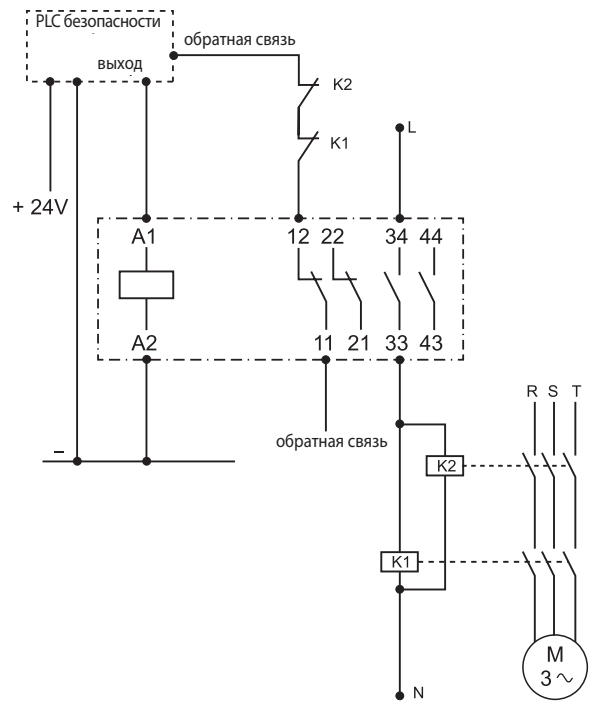 PLC безопасности
выход
обратная связь
K2
K1
L
+ 24V
A1
12 22
34 44
A2
11 21
33 43
–
обратная связь
R S T
K2
K1
M
3 ~
N